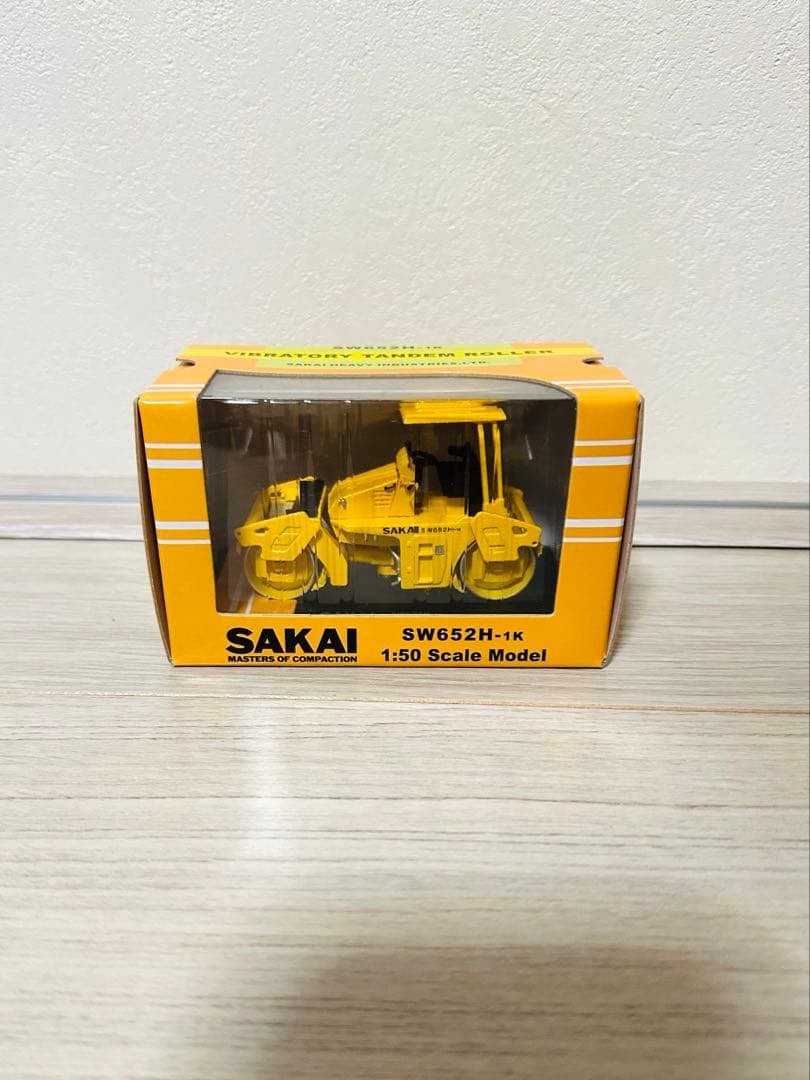 SW652H-1K
VIBRATORY TANDEM ROLLER
SAKAI HEAVY INDUSTRIES,LTD.
SAKAI SW652H-1K
SAKAI
MASTERS OF COMPACTION
SW652H-1K
1:50 Scale Model